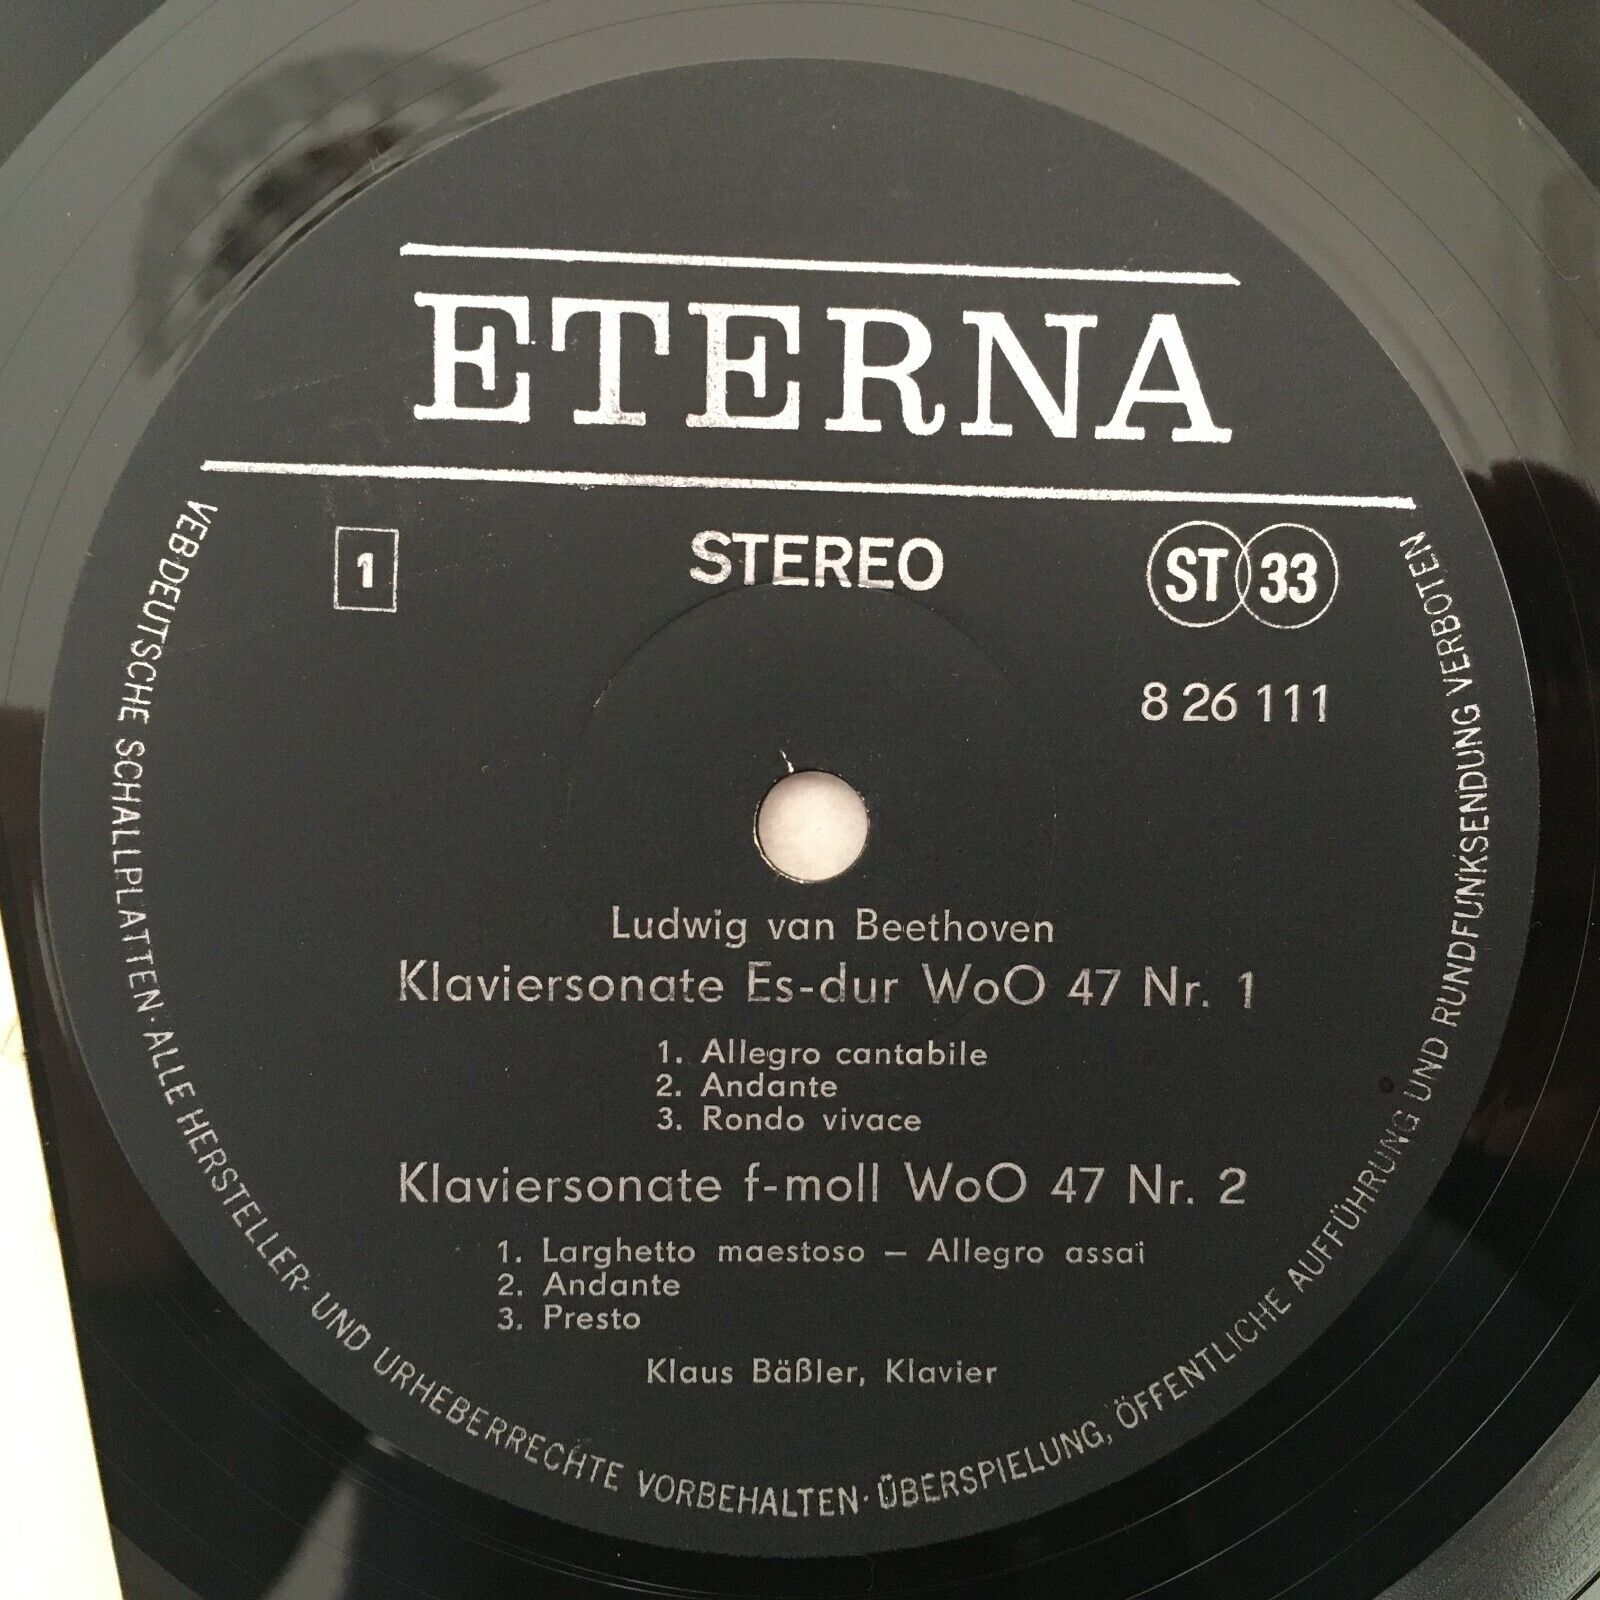 ETERNA
1
STEREO
ST 33
8 26 111
Ludwig van Beethoven
Klaviersonate Es-dur WoO 47 Nr. 1
1. Allegro cantabile
2. Andante
3. Rondo vivace
Klaviersonate f-moll WoO 47 Nr. 2
1. Larghetto maestoso – Allegro assai
2. Andante
3. Presto
Klaus Bäßler, Klavier
VEB·DEUTSCHE SCHALLPLATTEN·ALLE HERSTELLER- UND URHEBERRECHTE VORBEHALTEN·ÜBERSPIELUNG, ÖFFENTLICHE AUFFÜHRUNG UND RUNDFUNKSENDUNG VERBOTEN